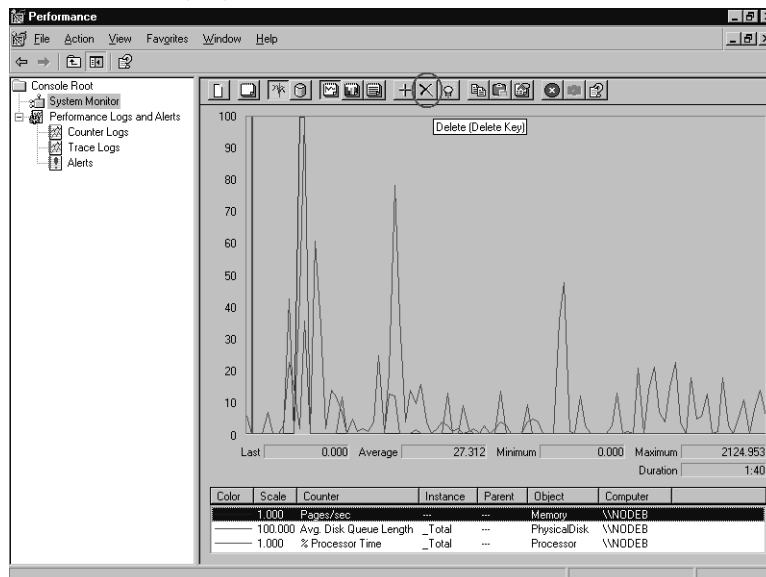 Performance
File Action View Favorites Window Help
Console Root
System Monitor
Performance Logs and Alerts
Counter Logs
Trace Logs
Alerts
Delete (Delete Key)
100
90
80
70
60
50
40
30
20
10
0
Last 0.000 Average 27.312 Minimum 0.000 Maximum 2124.953
Duration 1:40
Color Scale Counter Instance Parent Object Computer
1.000 Pages/sec --- --- Memory \\NODEB
100.000 Avg. Disk Queue Length _Total --- PhysicalDisk \\NODEB
1.000 % Processor Time _Total --- Processor \\NODEB